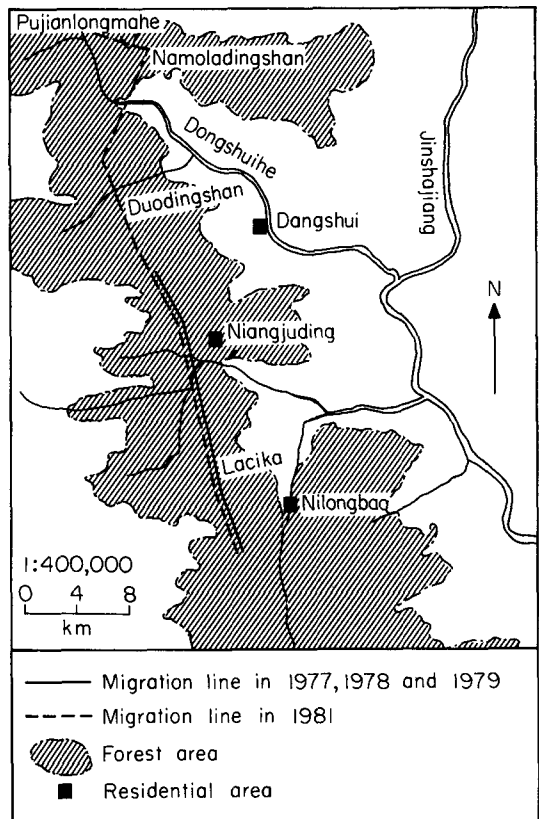 Pujianlongmahe
Namoladingshan
Dongshuihe
Jinshajiang
Duodingshan
Dangshui
N
Niangjuding
Lacika
Nilongbaq
1:400,000
0 4 8
km
Migration line in 1977, 1978 and 1979
Migration line in 1981
Forest area
Residential area